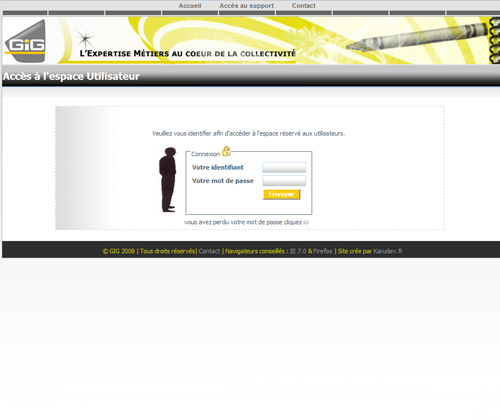 Accueil Accès au support Contact
GiG
L'EXPERTISE MÉTIERS AU COEUR DE LA COLLECTIVITÉ
Accès à l'espace Utilisateur
Veuillez vous identifier afin d'accéder à l'espace réservé aux utilisateurs.
Connexion
Votre identifiant
Votre mot de passe
Envoyer
vous avez perdu votre mot de passe cliquez ici
© GIG 2008 | Tous droits réservés| Contact | Navigateurs conseillés : IE 7.0 & Firefox | Site crée par Karudev.fr